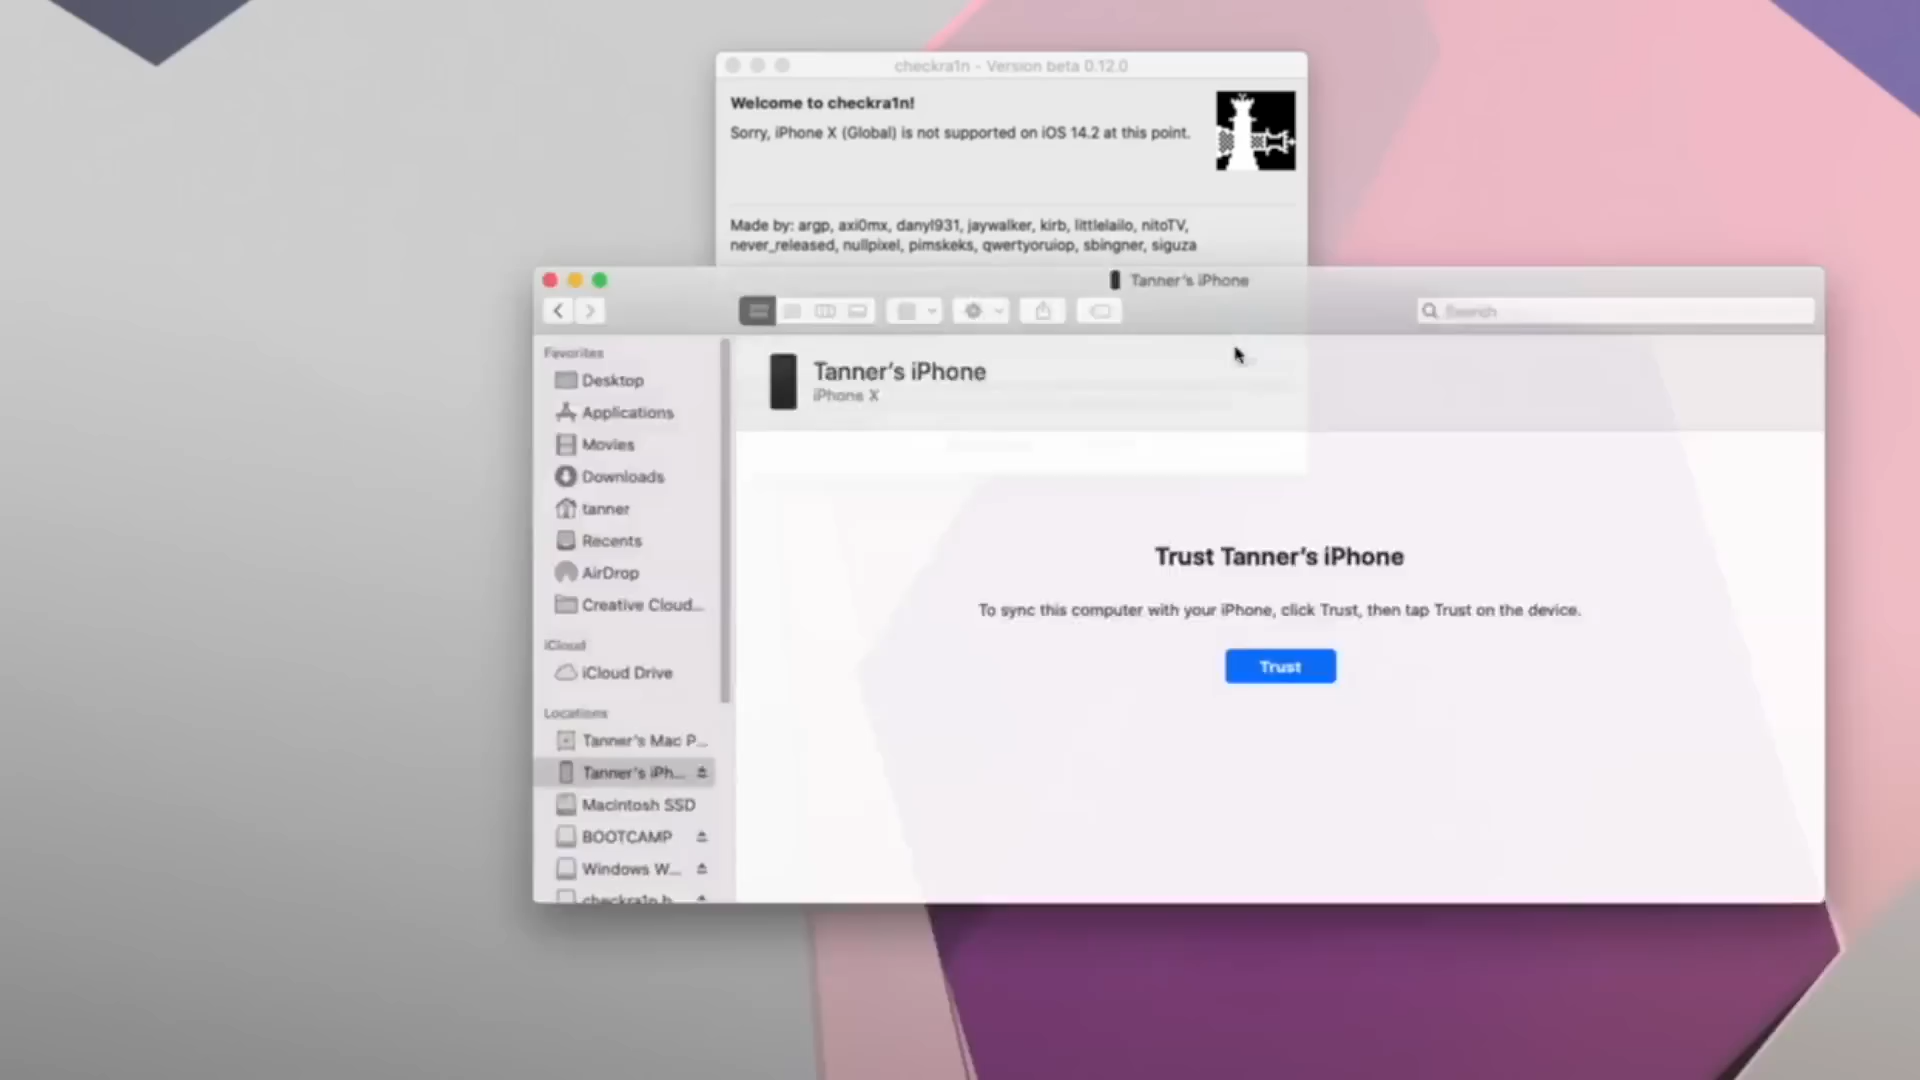 checkra1n - Version beta 0.12.0
Welcome to checkra1n!
Sorry, iPhone X (Global) is not supported on iOS 14.2 at this point.
Made by: argp, axi0mx, danyl931, jaywalker, kirb, littlelailo, nitoTV,
never_released, nullpixel, pimskeks, qwertyoruiop, sbingner, siguza
Tanner's iPhone
Search
Favorites
Desktop
Applications
Movies
Downloads
tanner
Recents
AirDrop
Creative Cloud...
iCloud
iCloud Drive
Locations
Tanner's Mac P...
Tanner's iPh...
Macintosh SSD
BOOTCAMP
Windows W...
checkra1n b
Tanner's iPhone
iPhone X
Trust Tanner's iPhone
To sync this computer with your iPhone, click Trust, then tap Trust on the device.
Trust